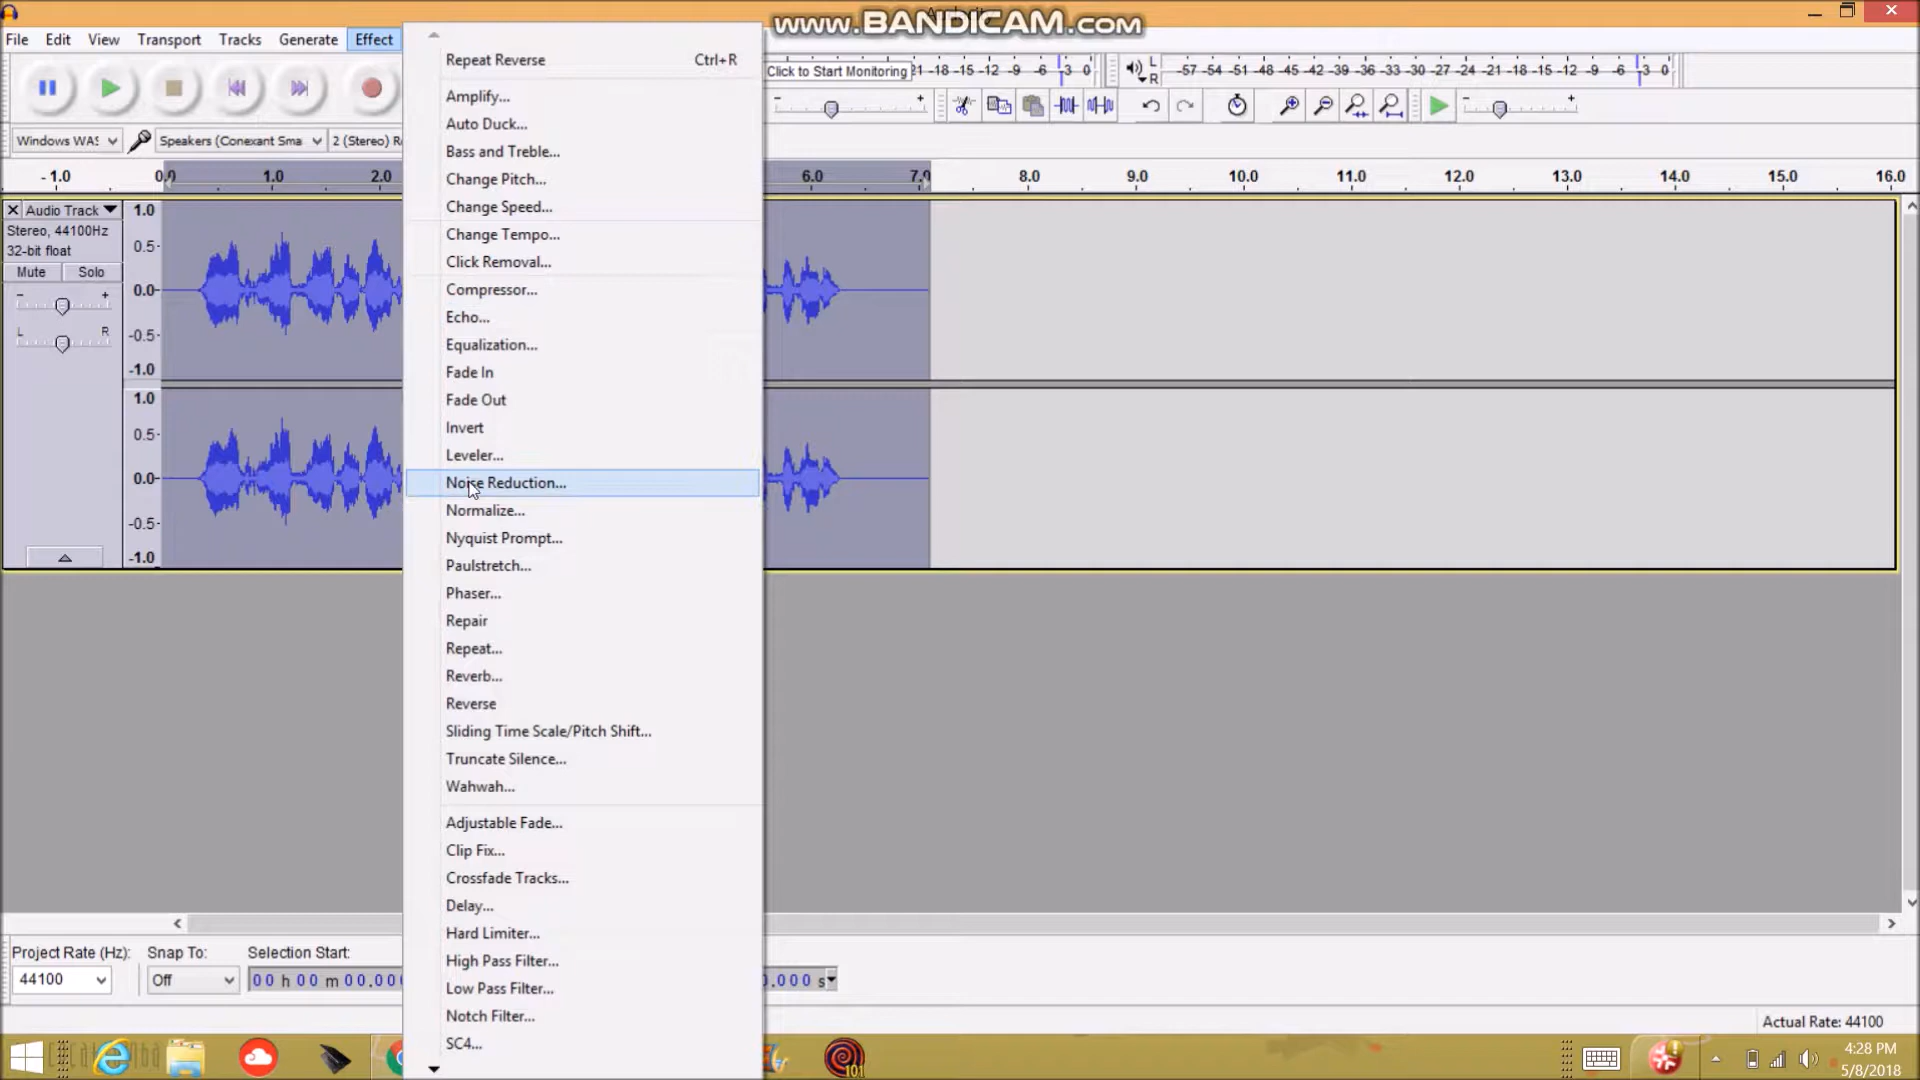 www.BANDICAM.com
File Edit View Transport Tracks Generate Effect
Repeat Reverse Ctrl+R
Click to Start Monitoring 21 -18 -15 -12 -9 -6 -3 0
L
R
-57 -54 -51 -48 -45 -42 -39 -36 -33 -30 -27 -24 -21 -18 -15 -12 -9 -6 -3 0
Amplify...
Auto Duck...
Bass and Treble...
Change Pitch...
Change Speed...
Change Tempo...
Click Removal...
Compressor...
Echo...
Equalization...
Fade In
Fade Out
Invert
Leveler...
Noise Reduction...
Normalize...
Nyquist Prompt...
Paulstretch...
Phaser...
Repair
Repeat...
Reverb...
Reverse
Sliding Time Scale/Pitch Shift...
Truncate Silence...
Wahwah...
Adjustable Fade...
Clip Fix...
Crossfade Tracks...
Delay...
Hard Limiter...
High Pass Filter...
Low Pass Filter...
Notch Filter...
SC4...
Windows WAS Speakers (Conexant Sma 2 (Stereo) R
- 1.0 0.0 1.0 2.0 6.0 7.0 8.0 9.0 10.0 11.0 12.0 13.0 14.0 15.0 16.0
Audio Track
Stereo, 44100Hz
32-bit float
Mute Solo
- +
L R
1.0
0.5-
0.0-
-0.5-
-1.0
1.0
0.5-
0.0-
-0.5-
-1.0
Project Rate (Hz): Snap To: Selection Start:
44100 Off 00 h 00 m 00.00 0.000 s
Actual Rate: 44100
101
4:28 PM
5/8/2018